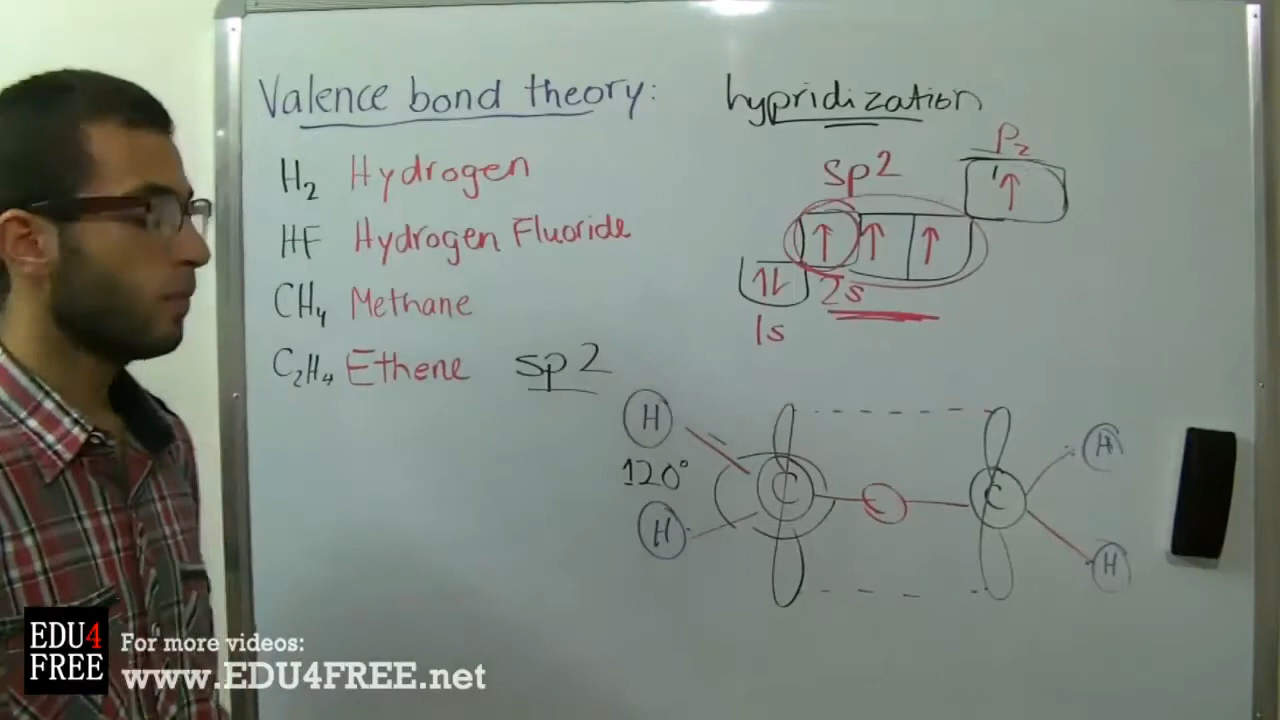 Valence bond theory: hypridization
H2 Hydrogen
HF Hydrogen Fluoride
CH4 Methane
C2H4 Ethene sp2
sp2
Pz
1s
2s
H
120°
H
C
C
H
H
EDU4
FREE
For more videos:
www.EDU4FREE.net